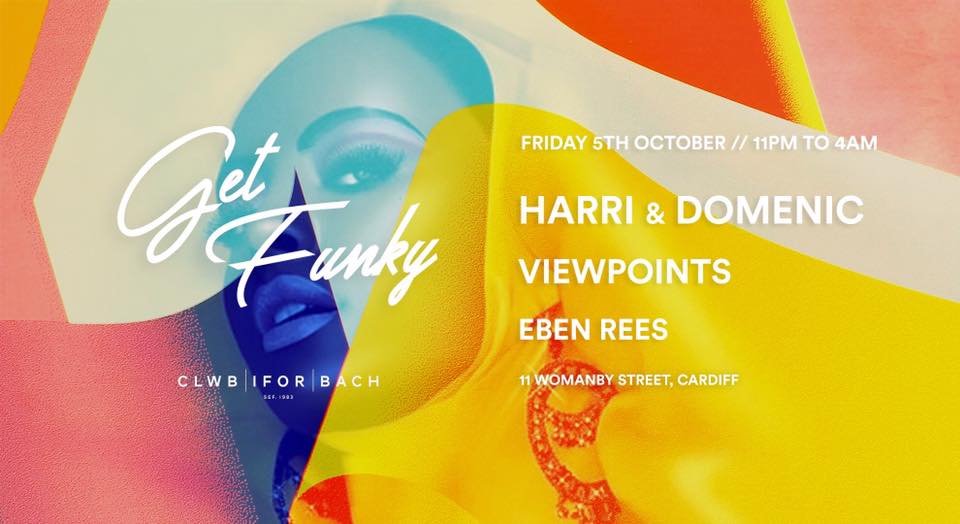 Get
Funky
CLWB|IFOR|BACH
SEF. 1983
FRIDAY 5TH OCTOBER // 11PM TO 4AM
HARRI & DOMENIC
VIEWPOINTS
EBEN REES
11 WOMANBY STREET, CARDIFF